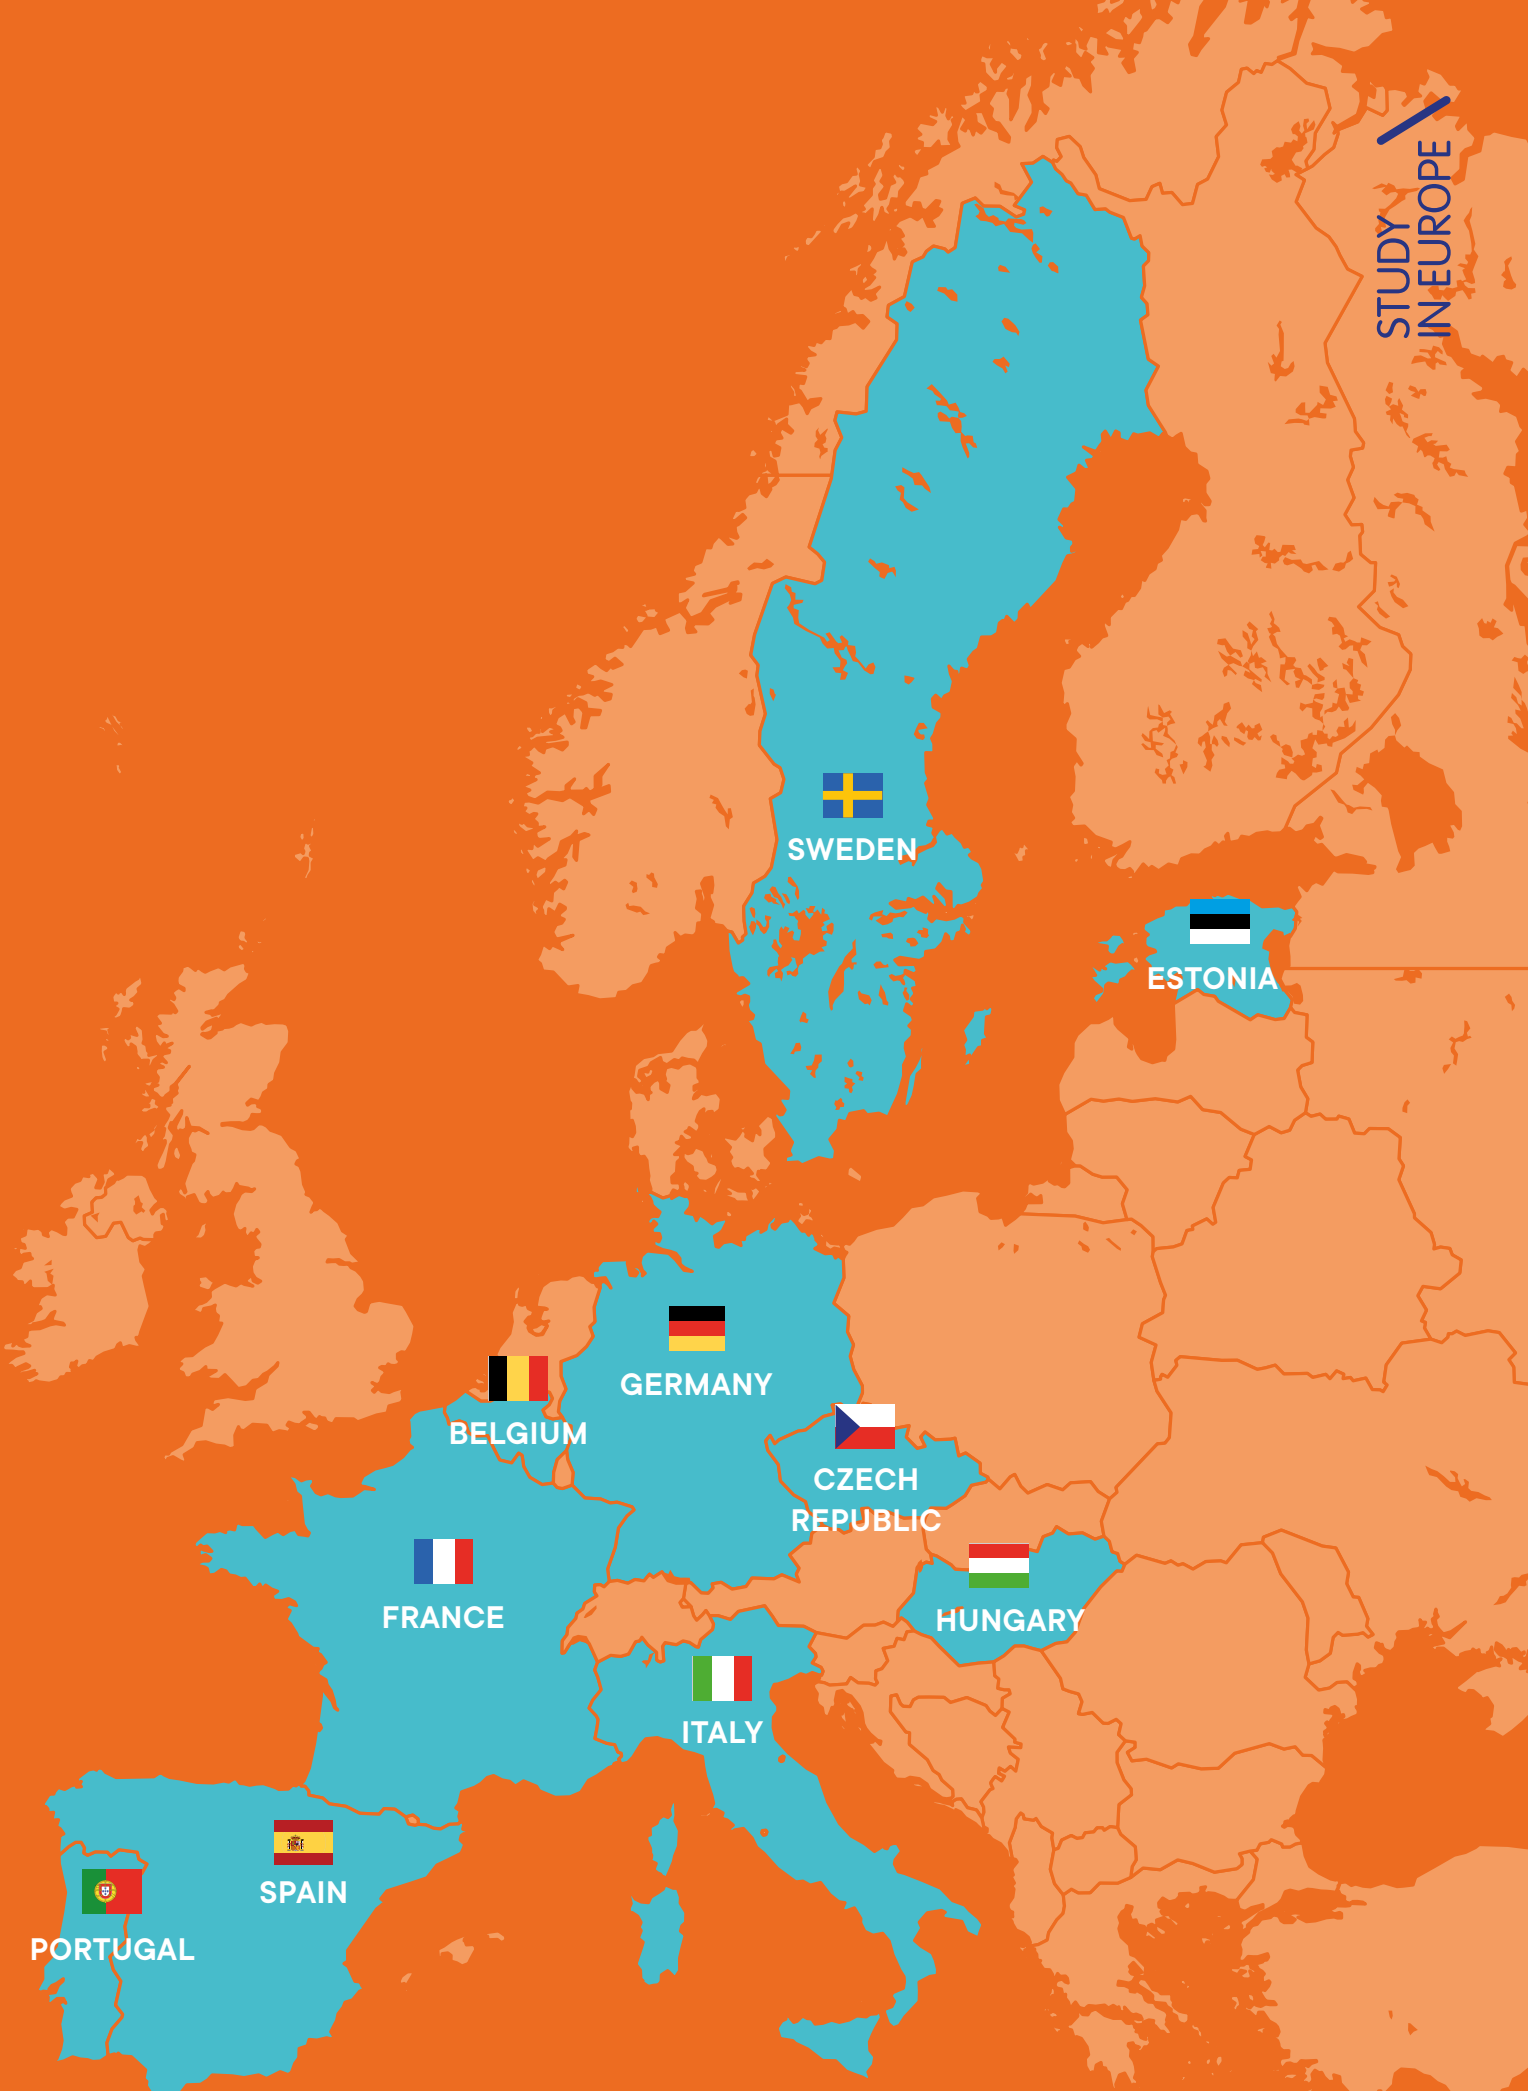 STUDY
IN EUROPE
SWEDEN
ESTONIA
GERMANY
BELGIUM
CZECH
REPUBLIC
FRANCE
HUNGARY
ITALY
SPAIN
PORTUGAL